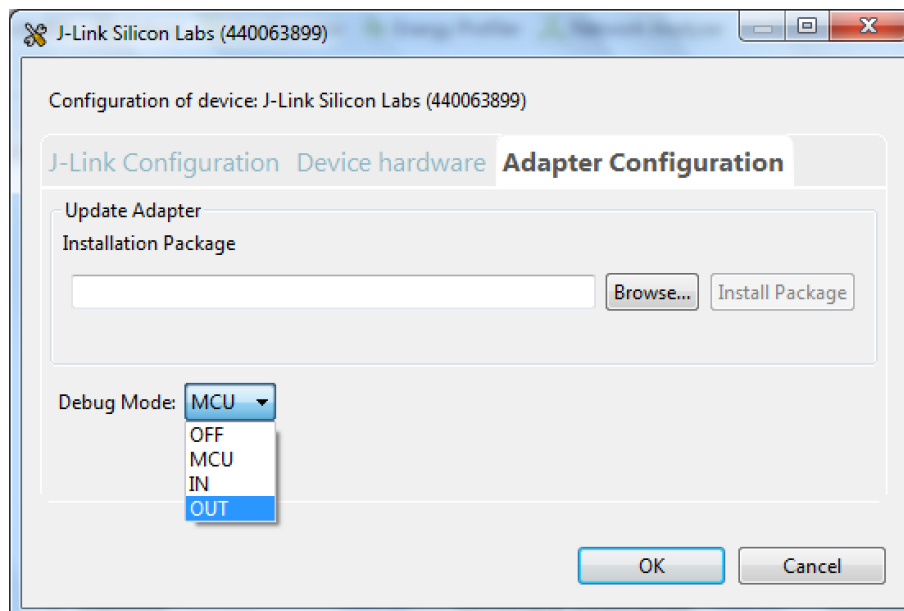 J-Link Silicon Labs (440063899)
Configuration of device: J-Link Silicon Labs (440063899)
J-Link Configuration Device hardware Adapter Configuration
Update Adapter
Installation Package
Browse... Install Package
Debug Mode: MCU
OFF
MCU
IN
OUT
OK Cancel